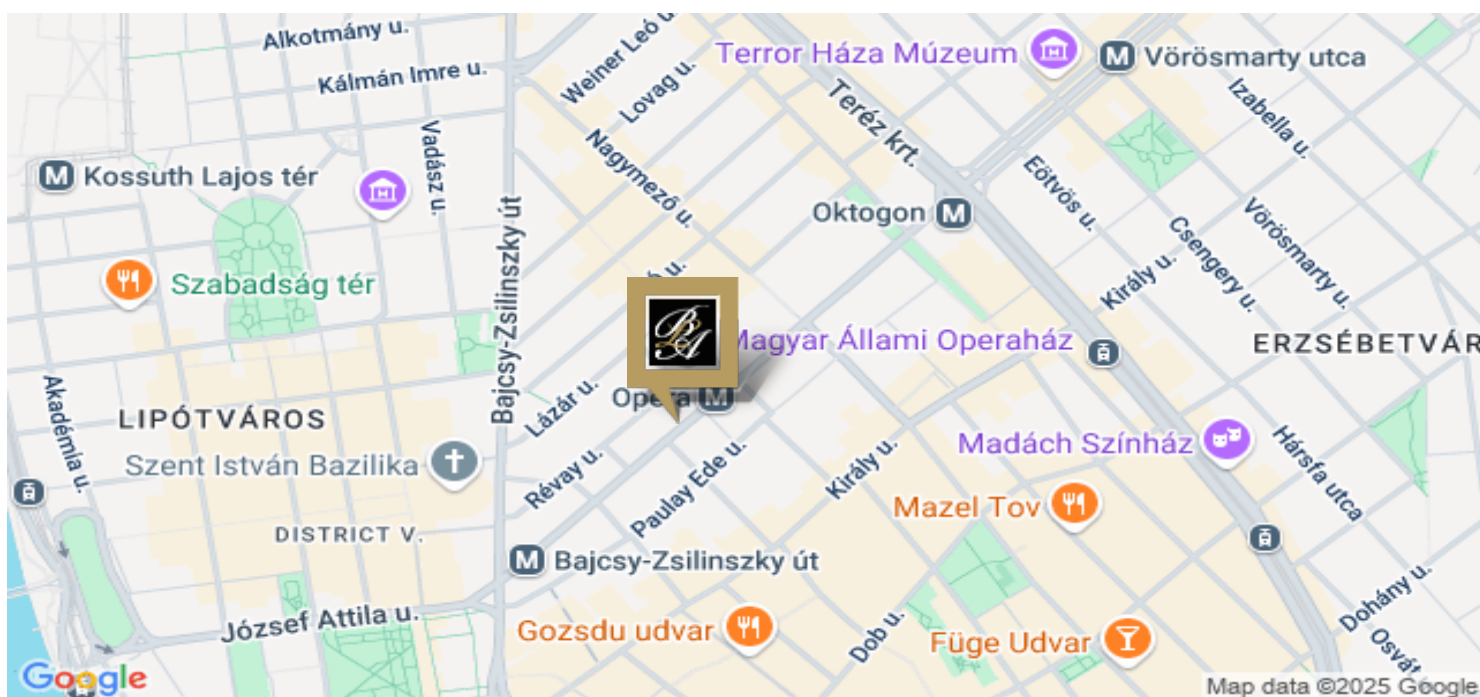 Alkotmány u.
Kálmán Imre u.
Weiner Leó u.
Lovag u.
Terror Háza Múzeum
M Vörösmarty utca
Teréz krt.
Izabella u.
Vadász u.
Nagymező u.
M Kossuth Lajos tér
Eötvös u.
Oktogon M
Vörösmarty u.
Csengery u.
Király u.
Bajcsy-Zsilinszky út
Szabadság tér
u.
Magyar Állami Operaház
ERZSÉBETVÁR
Akadémia u.
LIPÓTVÁROS
Lázár u.
Opera M
Szent István Bazilika
Révay u.
Paulay Ede u.
Király u.
Madách Színház
Hársfa utca
Mazel Tov
DISTRICT V.
M Bajcsy-Zsilinszky út
József Attila u.
Gozsdu udvar
Dob u.
Füge Udvar
Dohány u.
Osvát
Google
Map data ©2025 Google